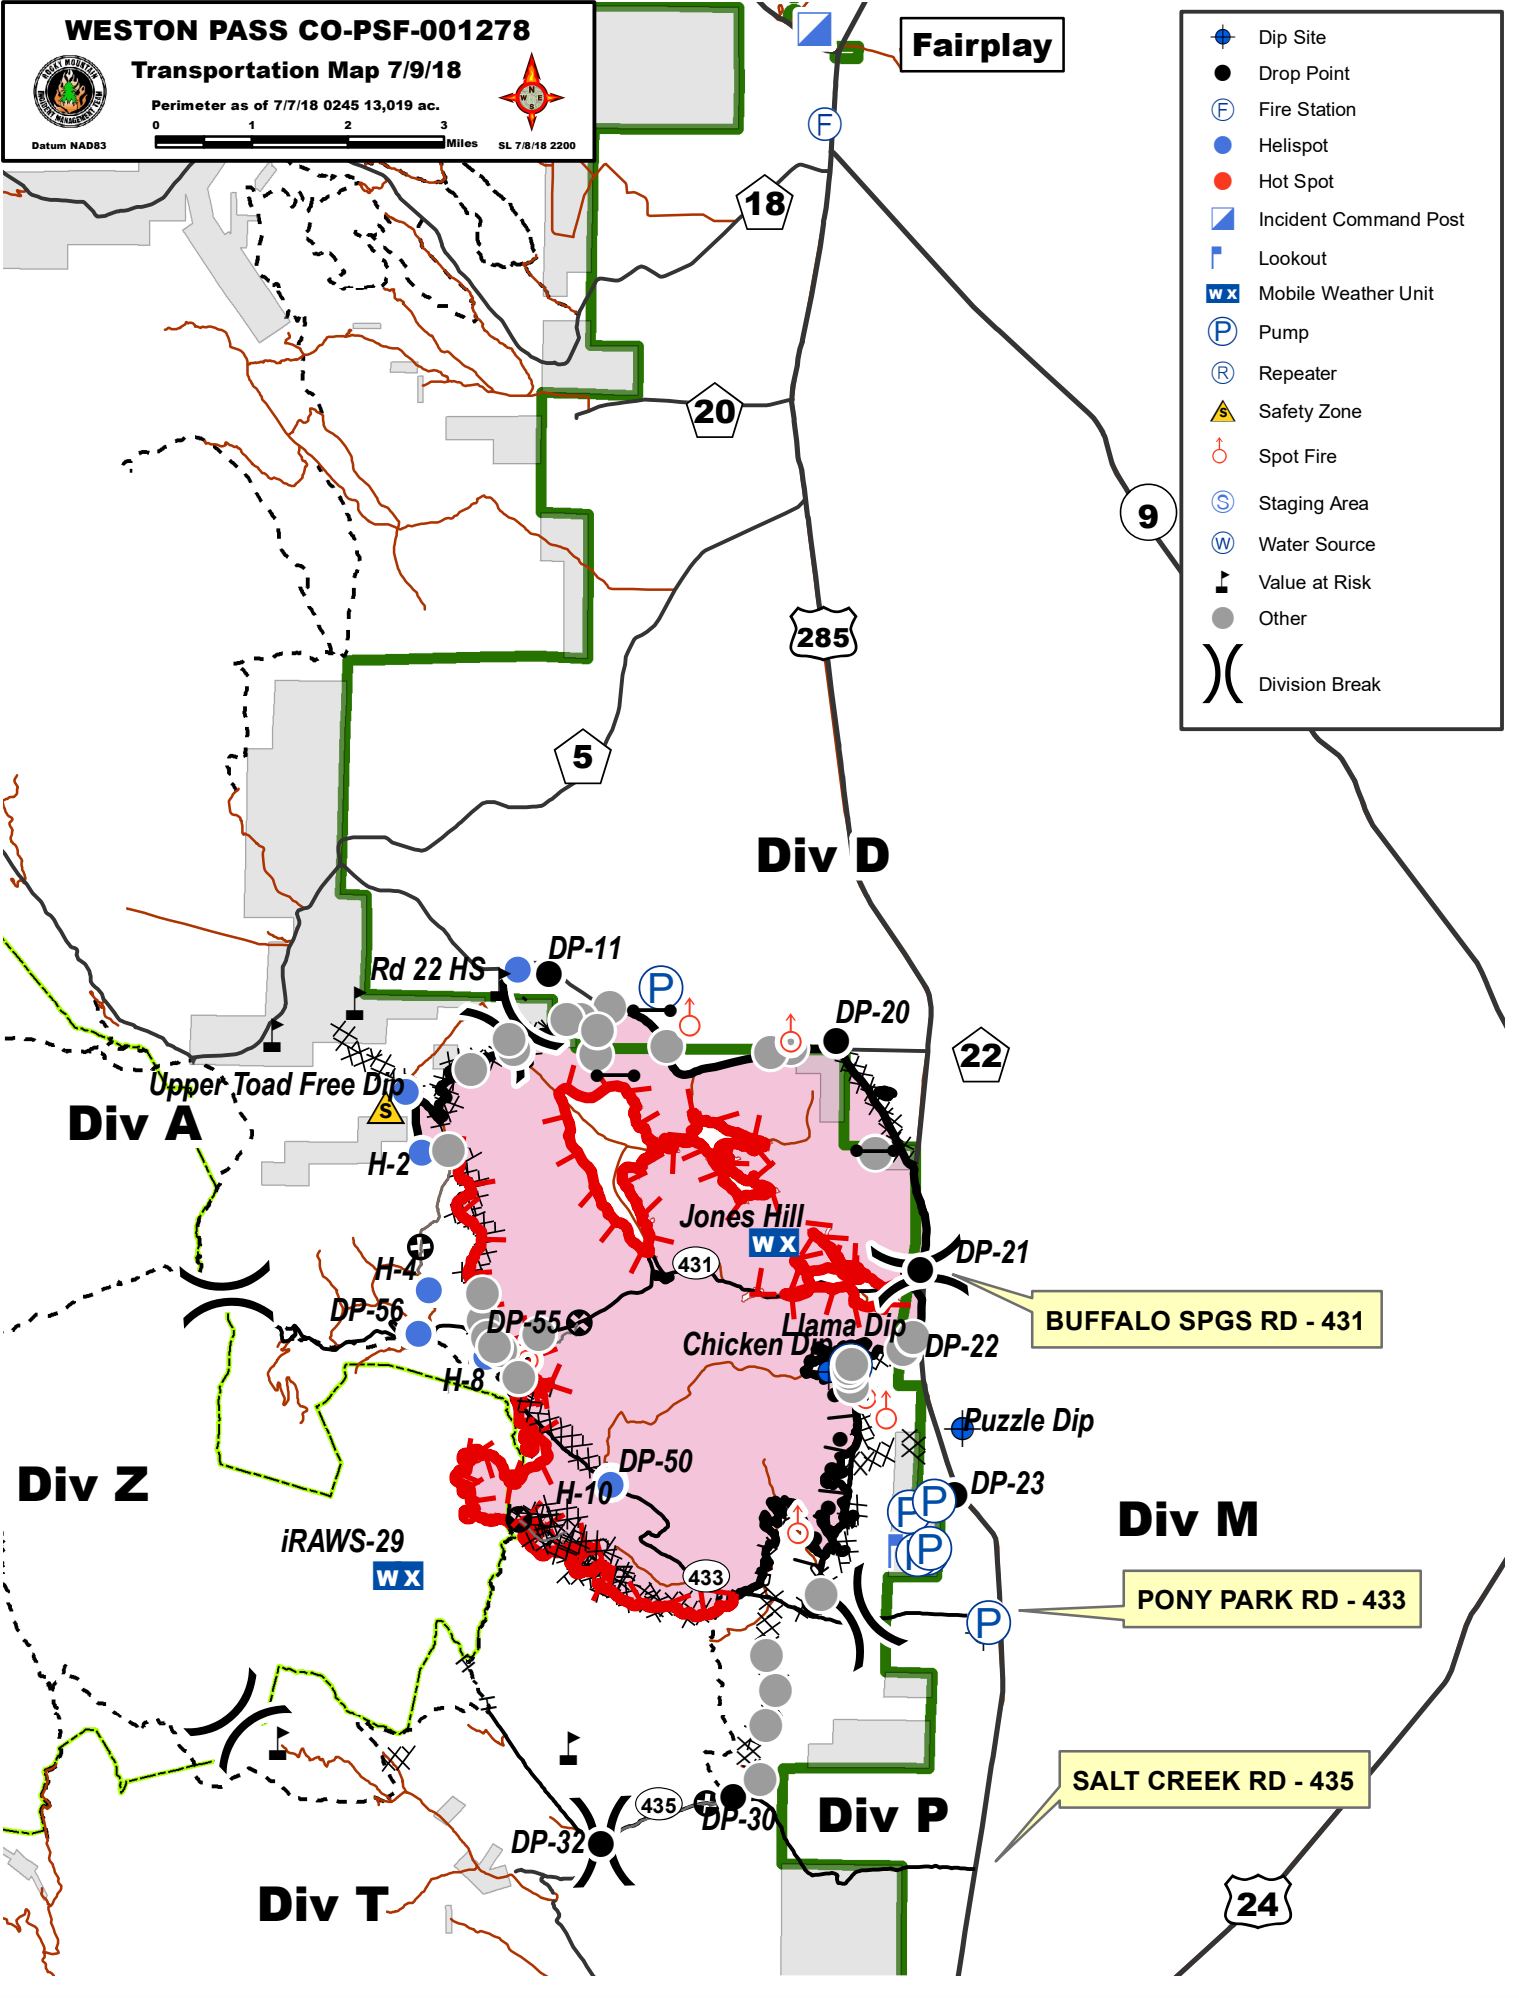 WESTON PASS CO-PSF-001278
Transportation Map 7/9/18
Perimeter as of 7/7/18 0245 13,019 ac.
0 1 2 3
Miles
Datum NAD83
SL 7/8/18 2200
ROCKY MOUNTAIN
INCIDENT MANAGEMENT TEAM
N
W E
S
Fairplay
F
Dip Site
Drop Point
F Fire Station
Helispot
Hot Spot
Incident Command Post
Lookout
W X Mobile Weather Unit
P Pump
R Repeater
S Safety Zone
Spot Fire
S Staging Area
W Water Source
Value at Risk
Other
Division Break
18
20
9
285
5
Div D
DP-11
Rd 22 HS
P
DP-20
22
Upper Toad Free Dip
S
Div A
H-2
Jones Hill
W X
DP-21
431
H-4
DP-56
DP-55
Llama Dip
Chicken Dip
DP-22
BUFFALO SPGS RD - 431
H-8
Puzzle Dip
DP-50
H-10
DP-23
Div Z
P
P
Div M
iRAWS-29
W X
P
P
433
PONY PARK RD - 433
P
SALT CREEK RD - 435
435
DP-30
Div P
DP-32
Div T
24